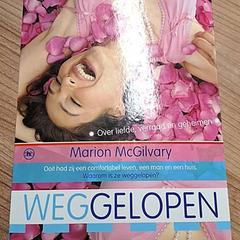 Over liefde, verraad en geheimen
Marion McGilvary
Ooit had zij een comfortabel leven, een man en een huis.
Waarom is ze weggelopen?
WEGGELOPEN